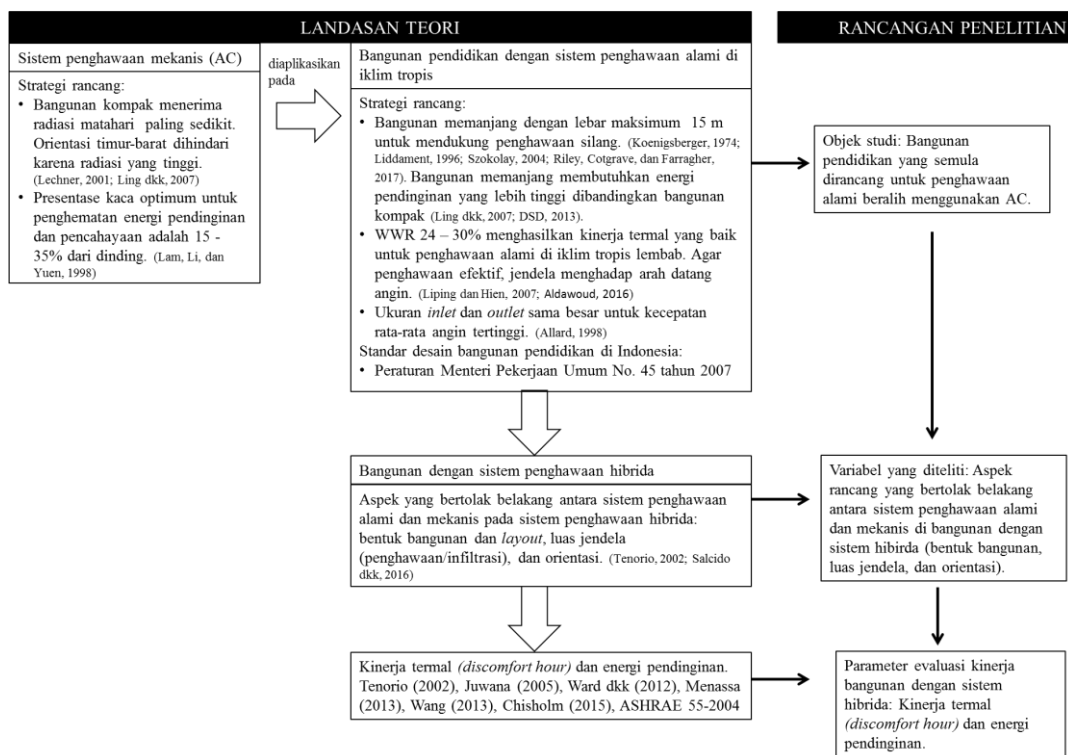 LANDASAN TEORI
Sistem penghawaan mekanis (AC)
Strategi rancang:
• Bangunan kompak menerima
radiasi matahari paling sedikit.
Orientasi timur-barat dihindari
karena radiasi yang tinggi.
(Lechner, 2001; Ling dkk, 2007)
• Presentase kaca optimum untuk
penghematan energi pendinginan
dan pencahayaan adalah 15 -
35% dari dinding. (Lam, Li, dan
Yuen, 1998)
diaplikasikan
pada
Bangunan pendidikan dengan sistem penghawaan alami di
iklim tropis
Strategi rancang:
• Bangunan memanjang dengan lebar maksimum 15 m
untuk mendukung penghawaan silang. (Koenigsberger, 1974;
Liddament, 1996; Szokolay, 2004; Riley, Cotgrave, dan Farragher,
2017). Bangunan memanjang membutuhkan energi
pendinginan yang lebih tinggi dibandingkan bangunan
kompak (Ling dkk, 2007; DSD, 2013).
• WWR 24 – 30% menghasilkan kinerja termal yang baik
untuk penghawaan alami di iklim tropis lembab. Agar
penghawaan efektif, jendela menghadap arah datang
angin. (Liping dan Hien, 2007; Aldawoud, 2016)
• Ukuran inlet dan outlet sama besar untuk kecepatan
rata-rata angin tertinggi. (Allard, 1998)
Standar desain bangunan pendidikan di Indonesia:
• Peraturan Menteri Pekerjaan Umum No. 45 tahun 2007
Bangunan dengan sistem penghawaan hibrida
Aspek yang bertolak belakang antara sistem penghawaan
alami dan mekanis pada sistem penghawaan hibrida:
bentuk bangunan dan layout, luas jendela
(penghawaan/infiltrasi), dan orientasi. (Tenorio, 2002; Salcido
dkk, 2016)
Kinerja termal (discomfort hour) dan energi pendinginan.
Tenorio (2002), Juwana (2005), Ward dkk (2012), Menassa
(2013), Wang (2013), Chisholm (2015), ASHRAE 55-2004
RANCANGAN PENELITIAN
Objek studi: Bangunan
pendidikan yang semula
dirancang untuk penghawaan
alami beralih menggunakan AC.
Variabel yang diteliti: Aspek
rancang yang bertolak belakang
antara sistem penghawaan alami
dan mekanis di bangunan dengan
sistem hibirda (bentuk bangunan,
luas jendela, dan orientasi).
Parameter evaluasi kinerja
bangunan dengan sistem
hibrida: Kinerja termal
(discomfort hour) dan energi
pendinginan.